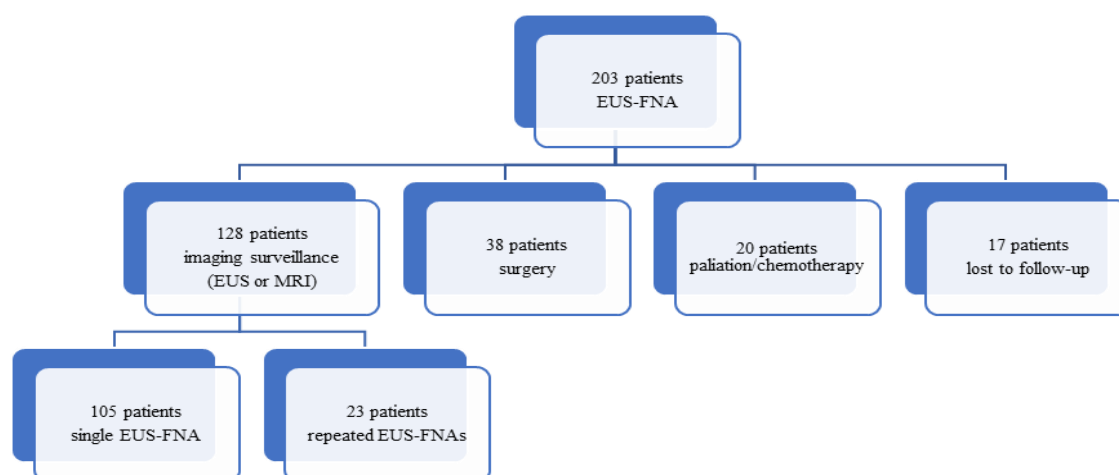 203 patients
EUS-FNA
128 patients
imaging surveillance
(EUS or MRI)
38 patients
surgery
20 patients
paliation/chemotherapy
17 patients
lost to follow-up
105 patients
single EUS-FNA
23 patients
repeated EUS-FNAs